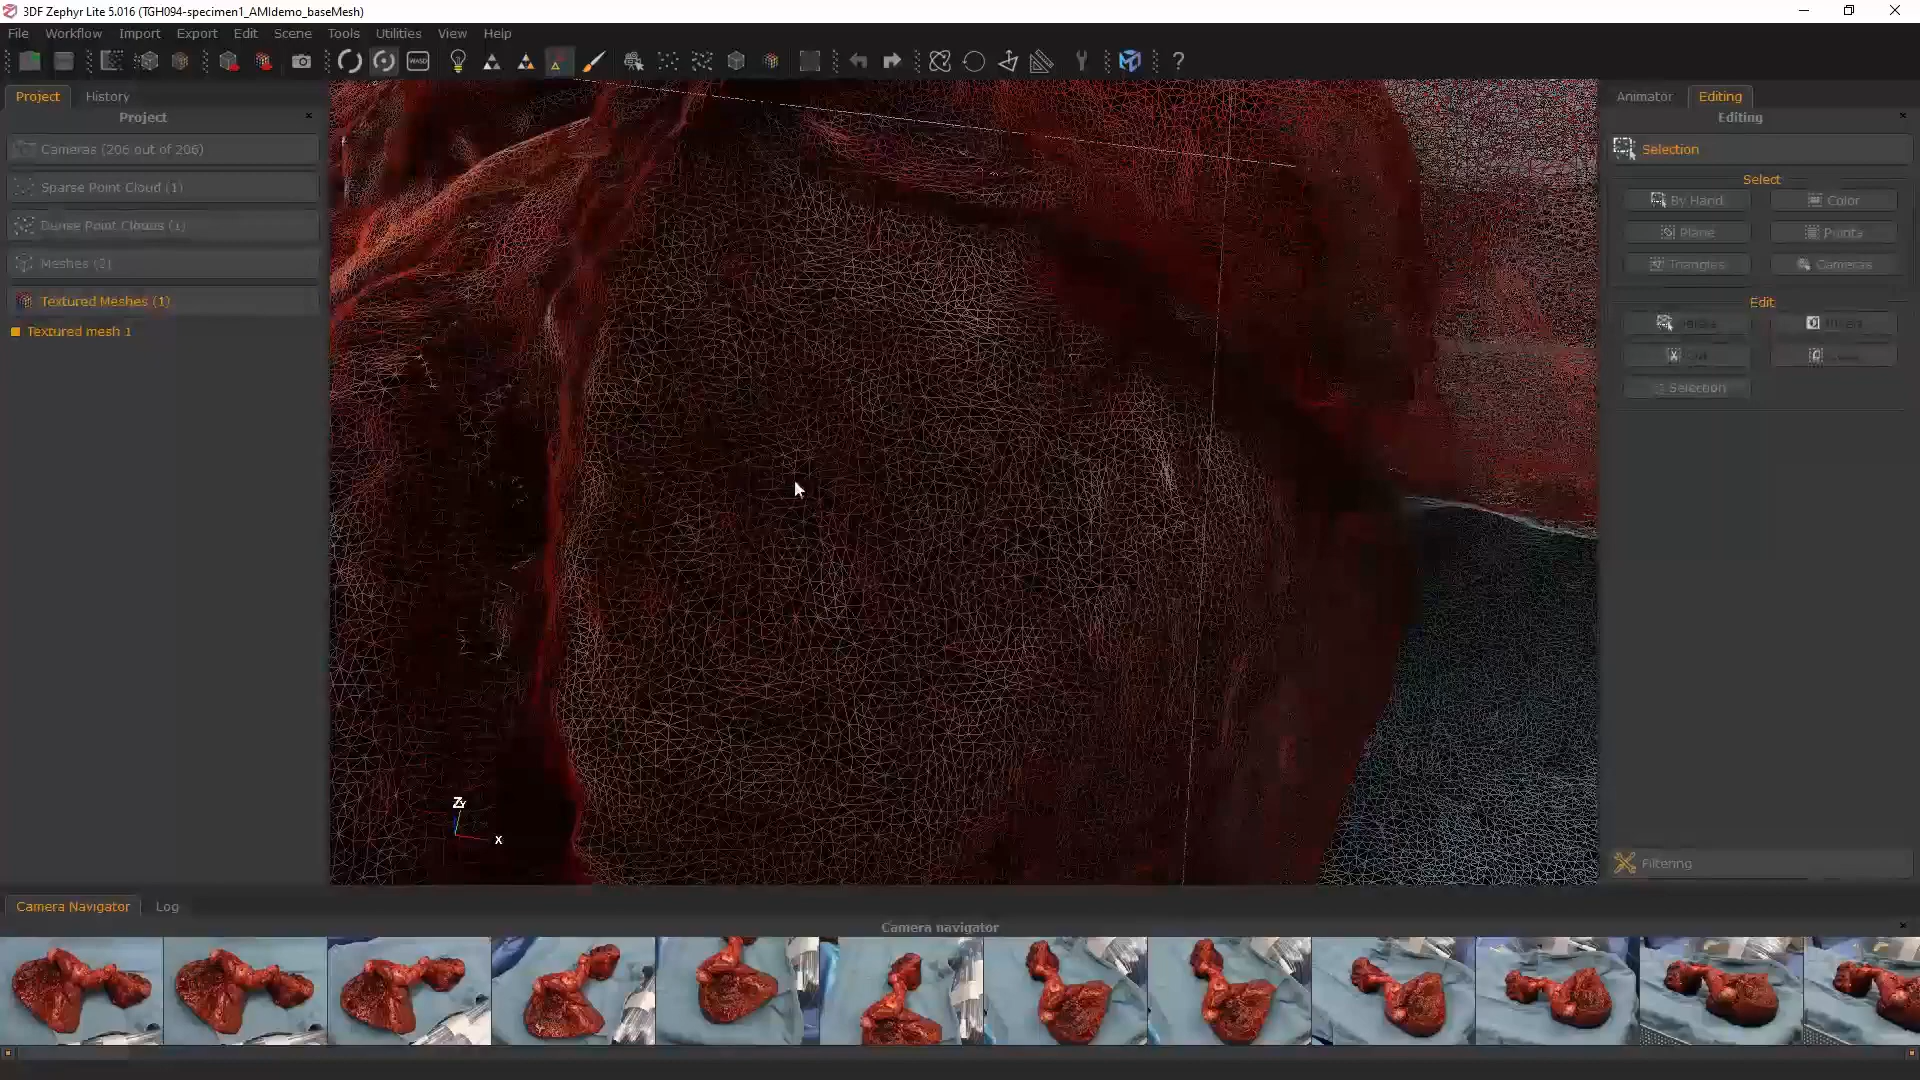 3DF Zephyr Lite 5.016 (TGH094-specimen1_AMIdemo_baseMesh)
File Workflow Import Export Edit Scene Tools Utilities View Help
WASD
Project History
Project
Cameras (206 out of 206)
Sparse Point Cloud (1)
Dense Point Clouds (1)
Meshes (2)
Textured Meshes (1)
Textured mesh 1
Z
X
Animator Editing
Editing
Selection
Select
By Hand Color
Plane Points
Triangles Cameras
Edit
Selection
Filtering
Camera Navigator Log
Camera navigator